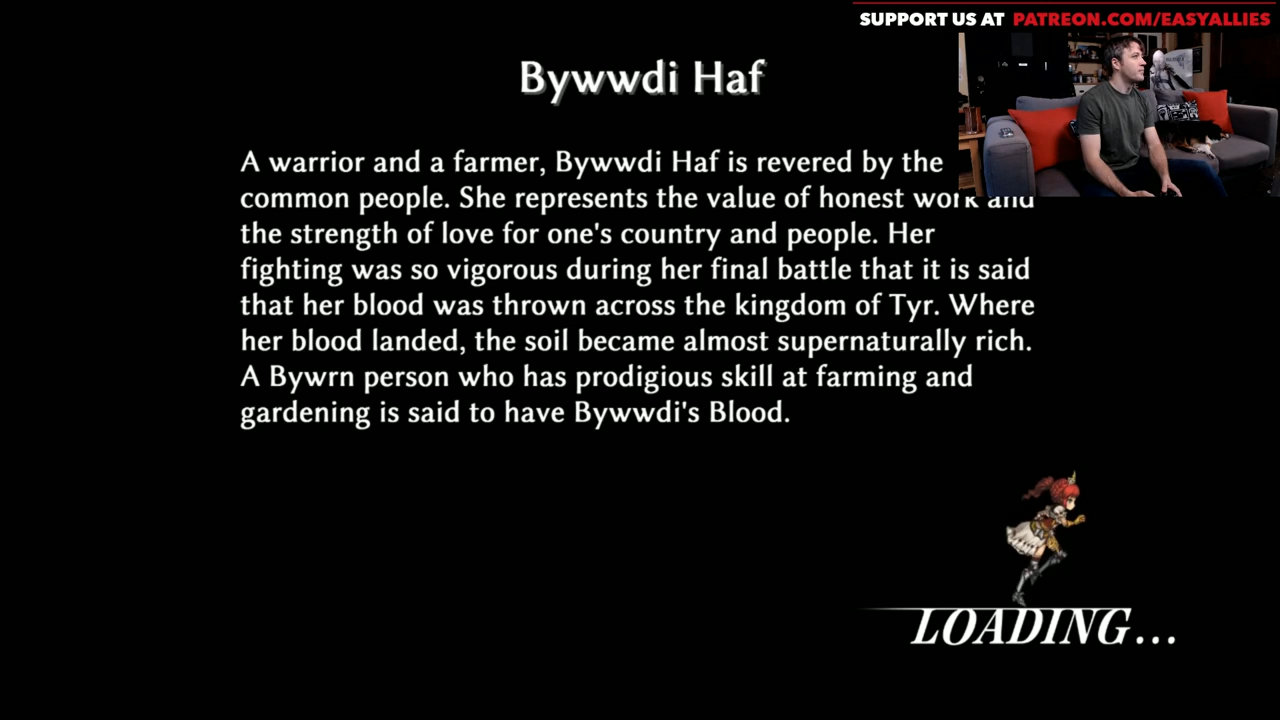 SUPPORT US AT PATREON.COM/EASYALLIES
Bywwdi Haf
A warrior and a farmer, Bywwdi Haf is revered by the
common people. She represents the value of honest work and
the strength of love for one's country and people. Her
fighting was so vigorous during her final battle that it is said
that her blood was thrown across the kingdom of Tyr. Where
her blood landed, the soil became almost supernaturally rich.
A Bywrn person who has prodigious skill at farming and
gardening is said to have Bywwdi's Blood.
LOADING...